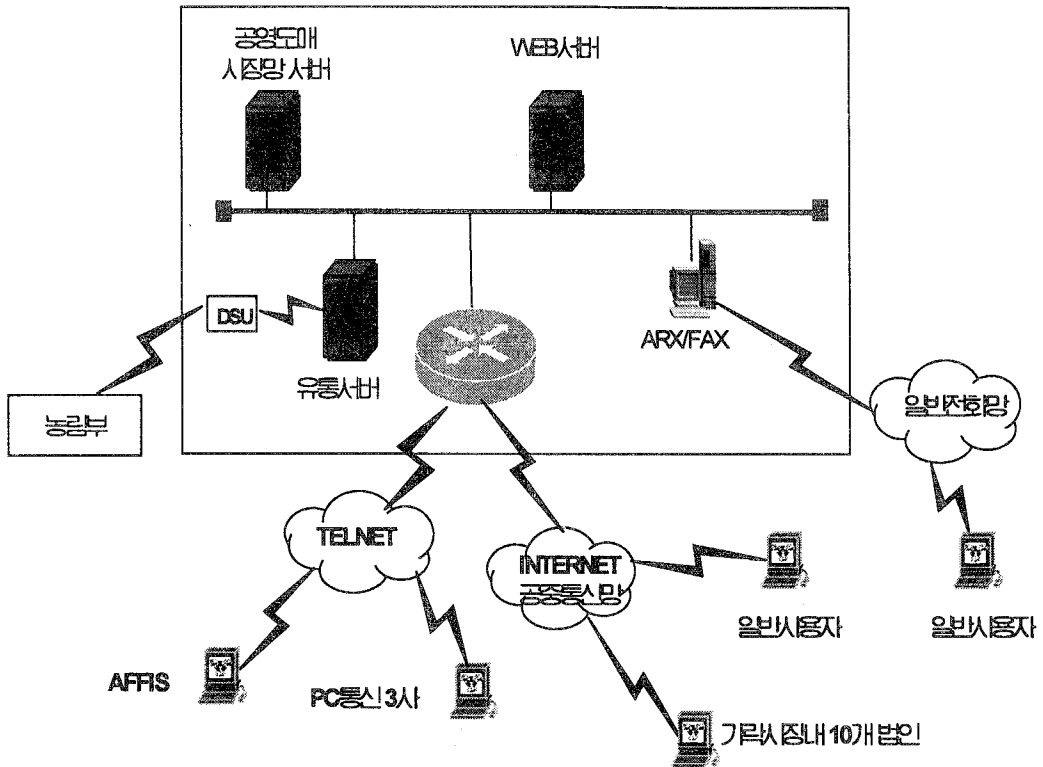 공영도매
시장망 서버
WEB서버
DSU
유통서버
ARX/FAX
농림부
일반전화망
TELNET
INTERNET
공중통신망
일반사용자
일반사용자
AFFIS
PC통신 3사
가락시장내 10개 법인